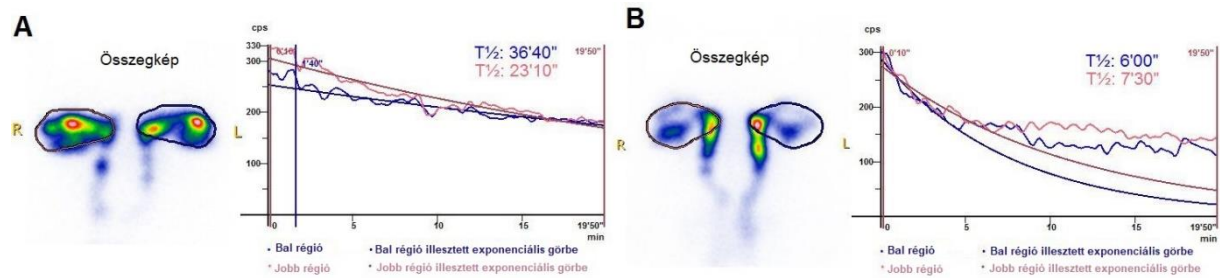 A
Összegkép
R
L
cps
330
300
200
100
0
5
10
15
19'50"
min
1'40"
T½: 36'40"
T½: 23'10"
19'50"
• Bal régió • Bal régió illesztett exponenciális görbe
* Jobb régió • Jobb régió illesztett exponenciális görbe
B
Összegkép
R
L
cps
300
200
100
0
5
10
15
19'50"
min
0'10"
T½: 6'00"
T½: 7'30"
19'50"
• Bal régió • Bal régió illesztett exponenciális görbe
* Jobb régió • Jobb régió illesztett exponenciális görbe